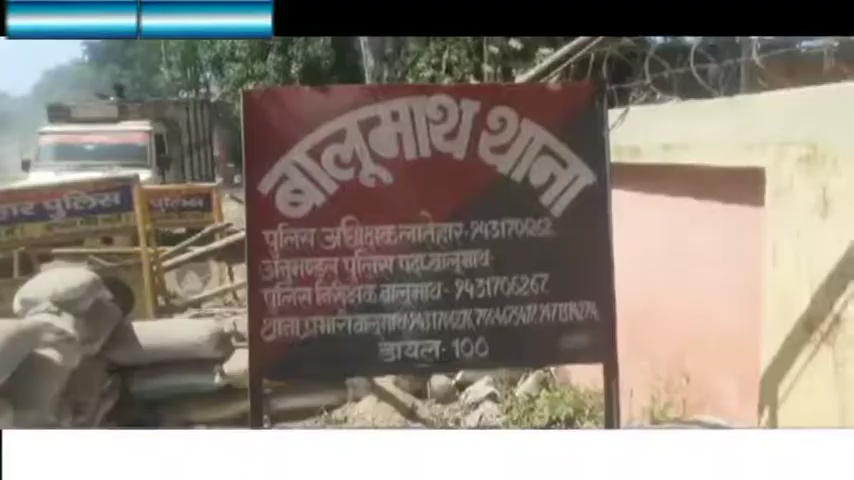 बालूमाथ थाना
पुलिस अधीक्षक लातेहार-
अनुमण्डल पुलिस पदा० बालूमाथ-
पुलिस निरीक्षक बालूमाथ - 9431706267
थाना प्रभारी बालूमाथ
डायल - 100
पुलिस
पुलिस